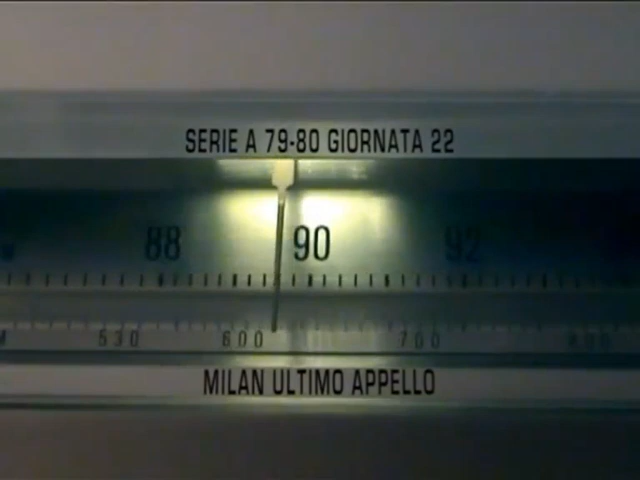 SERIE A 79-80 GIORNATA 22
88 90 92
530 600 700
MILAN ULTIMO APPELLO